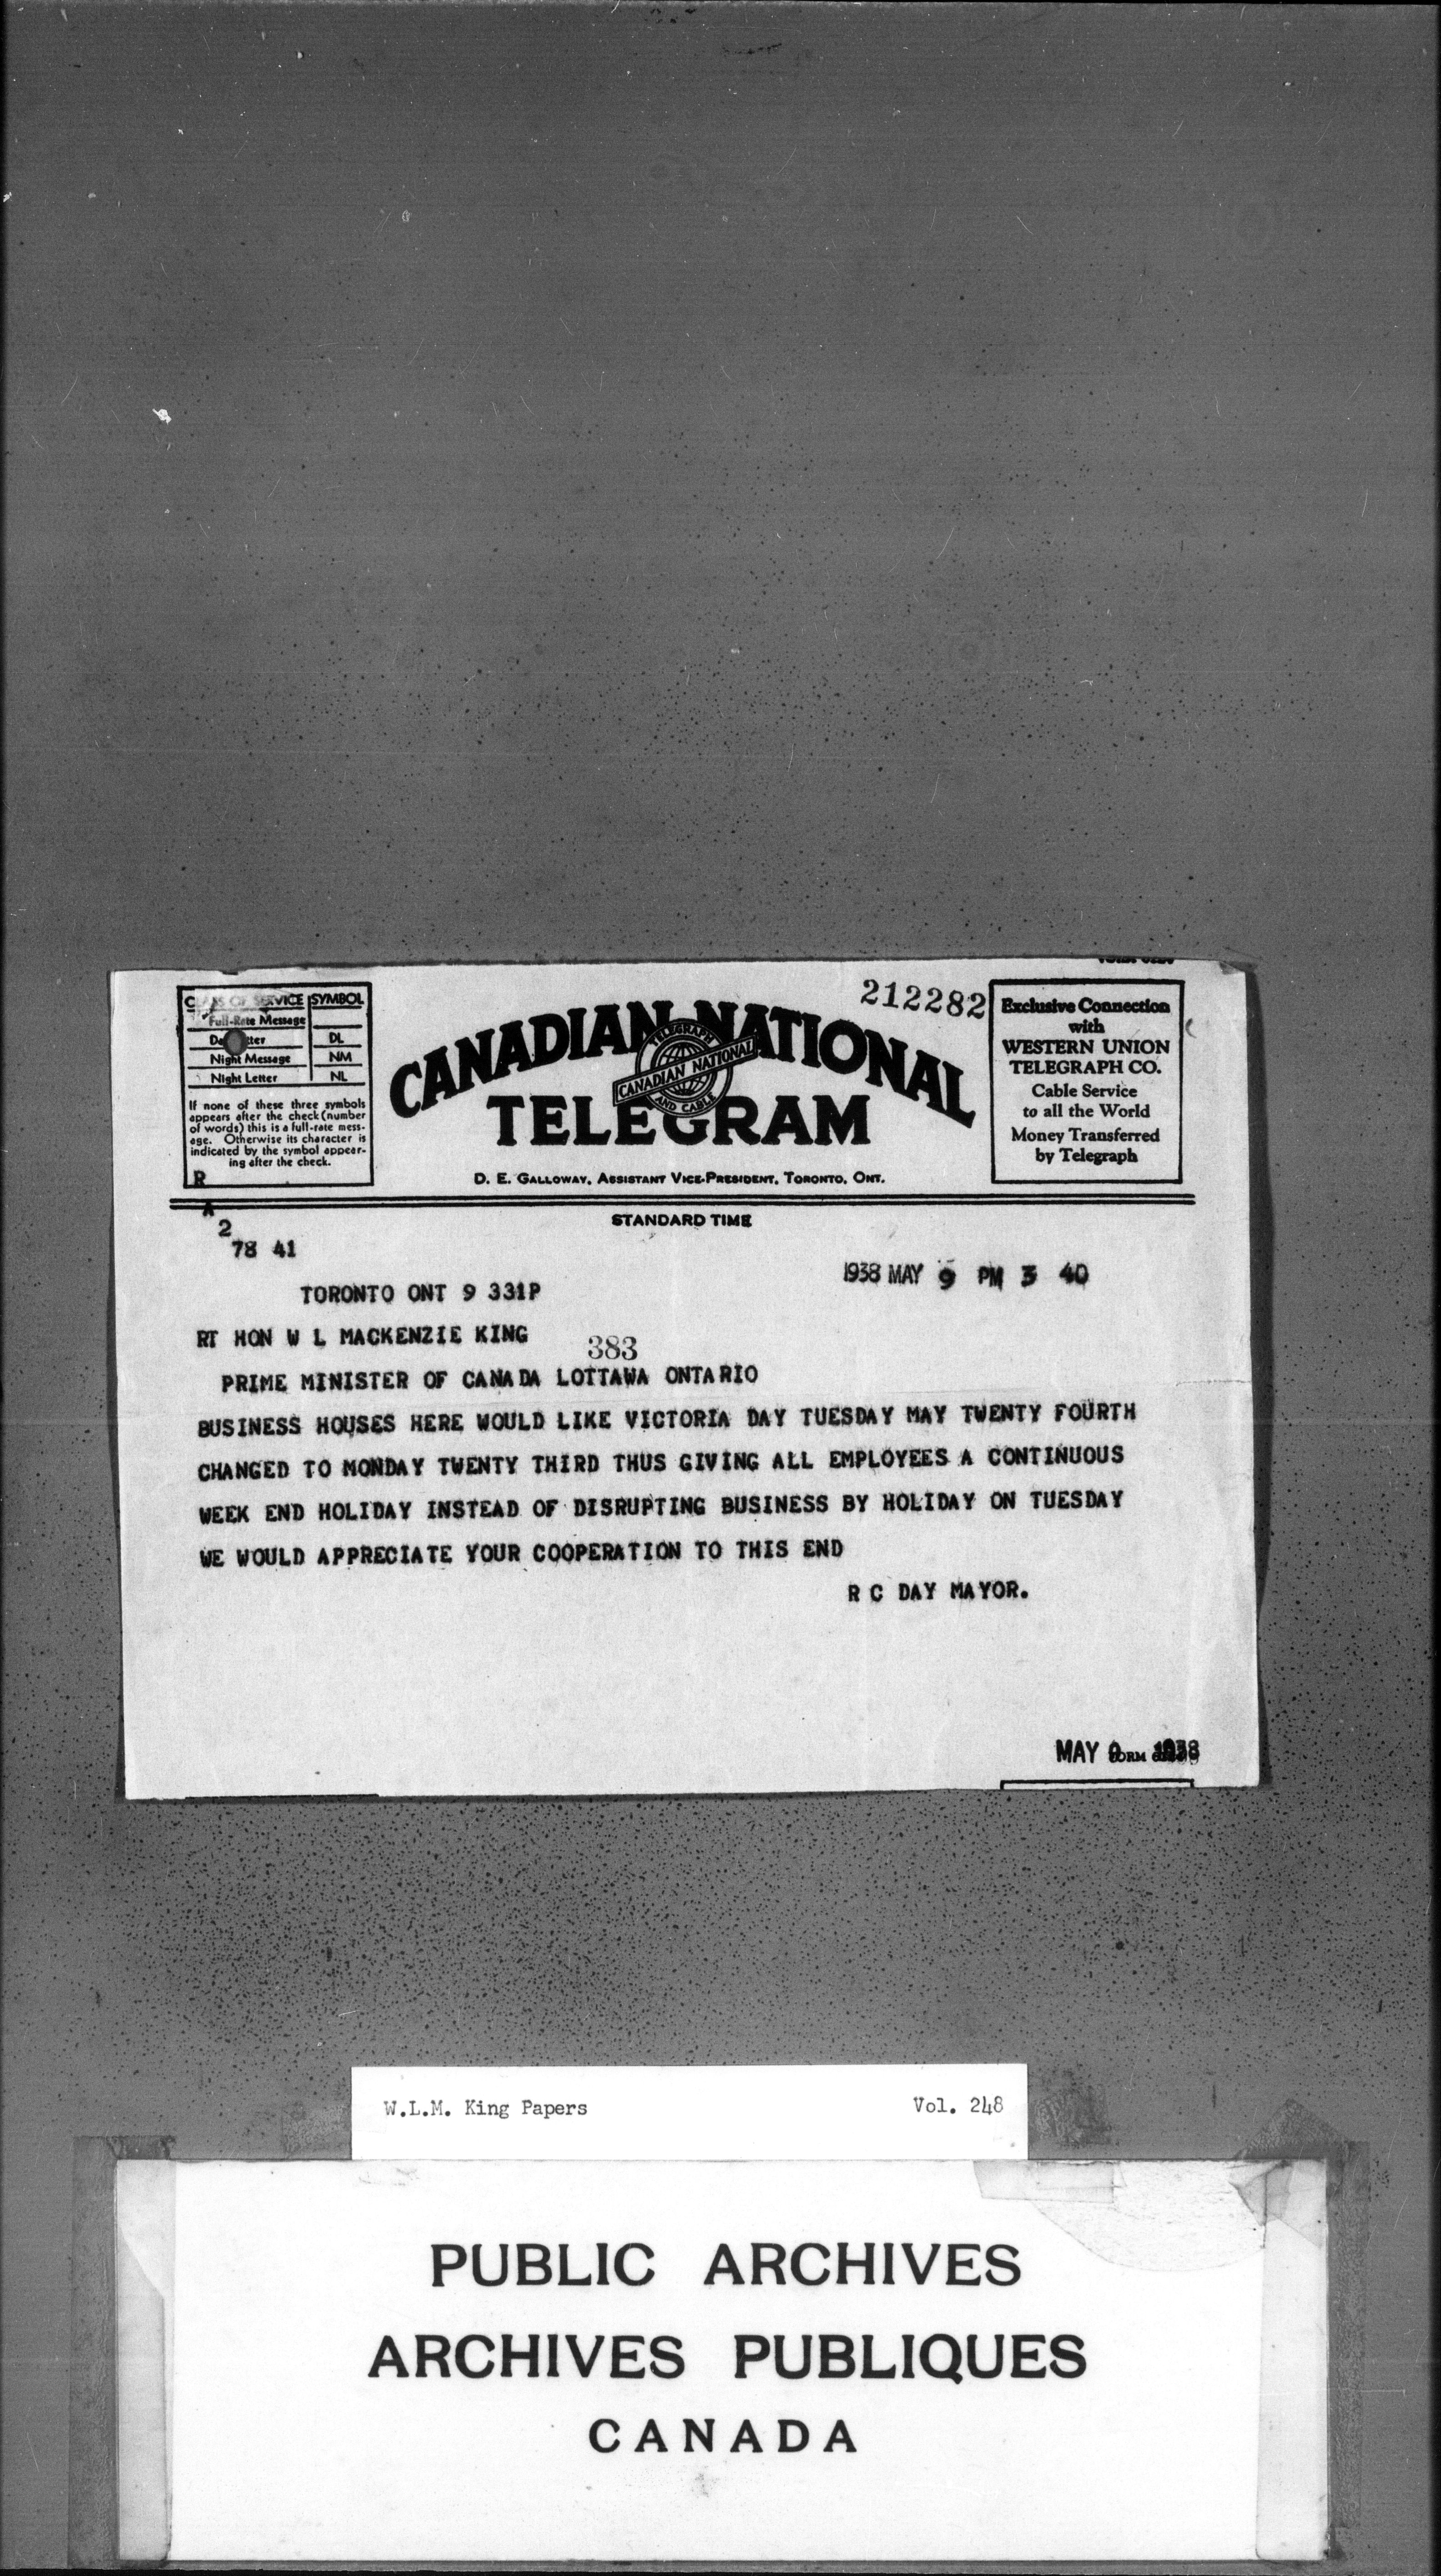 212282
CLASS OF SERVICE SYMBOL
Full-Rate Message
DL
Night Message NM
Night Letter NL
If none of these three symbols
appears after the check (number
of words) this is a full-rate mess-
age. Otherwise its character is
indicated by the symbol appear-
ing after the check.
R
CANADIAN NATIONAL
TELEGRAPH
CANADIAN NATIONAL
AND CABLE
TELEGRAM
D. E. GALLOWAY, ASSISTANT VICE-PRESIDENT, TORONTO, ONT.
Exclusive Connection
with
WESTERN UNION
TELEGRAPH CO.
Cable Service
to all the World
Money Transferred
by Telegraph
STANDARD TIME
A
2
78 41
1938 MAY 9 PM 3 40
TORONTO ONT 9 331P
RT HON W L MACKENZIE KING
383
PRIME MINISTER OF CANADA LOTTAWA ONTARIO
BUSINESS HOUSES HERE WOULD LIKE VICTORIA DAY TUESDAY MAY TWENTY FOURTH
CHANGED TO MONDAY TWENTY THIRD THUS GIVING ALL EMPLOYEES A CONTINUOUS
WEEK END HOLIDAY INSTEAD OF DISRUPTING BUSINESS BY HOLIDAY ON TUESDAY
WE WOULD APPRECIATE YOUR COOPERATION TO THIS END
R C DAY MAYOR.
MAY 9 1938
W.L.M. King Papers Vol. 248
PUBLIC ARCHIVES
ARCHIVES PUBLIQUES
CANADA